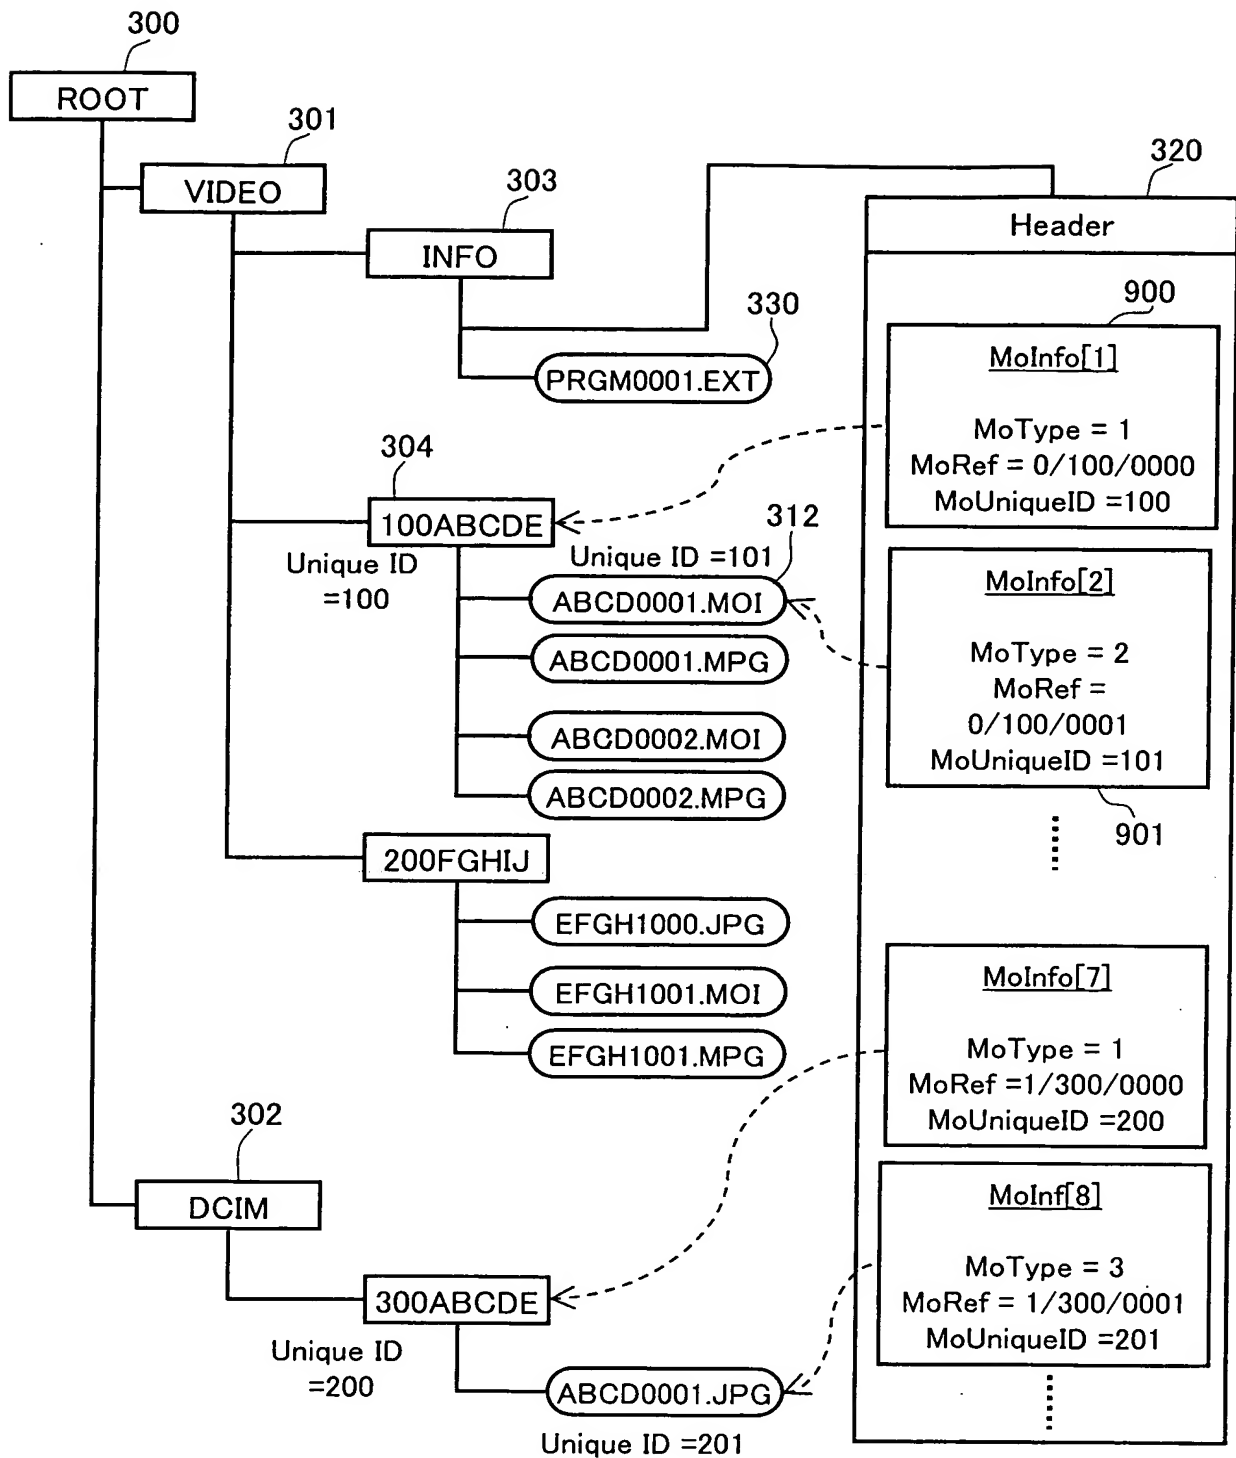 300
ROOT
301
VIDEO
303
INFO
330
PRGM0001.EXT
304
100ABCDE
Unique ID
=100
312
Unique ID =101
ABCD0001.MOI
ABCD0001.MPG
ABCD0002.MOI
ABCD0002.MPG
200FGHIJ
EFGH1000.JPG
EFGH1001.MOI
EFGH1001.MPG
302
DCIM
300ABCDE
Unique ID
=200
ABCD0001.JPG
Unique ID =201
320
Header
900
MoInfo[1]
MoType = 1
MoRef = 0/100/0000
MoUniqueID =100
MoInfo[2]
MoType = 2
MoRef =
0/100/0001
MoUniqueID =101
901
MoInfo[7]
MoType = 1
MoRef =1/300/0000
MoUniqueID =200
MoInf[8]
MoType = 3
MoRef = 1/300/0001
MoUniqueID =201